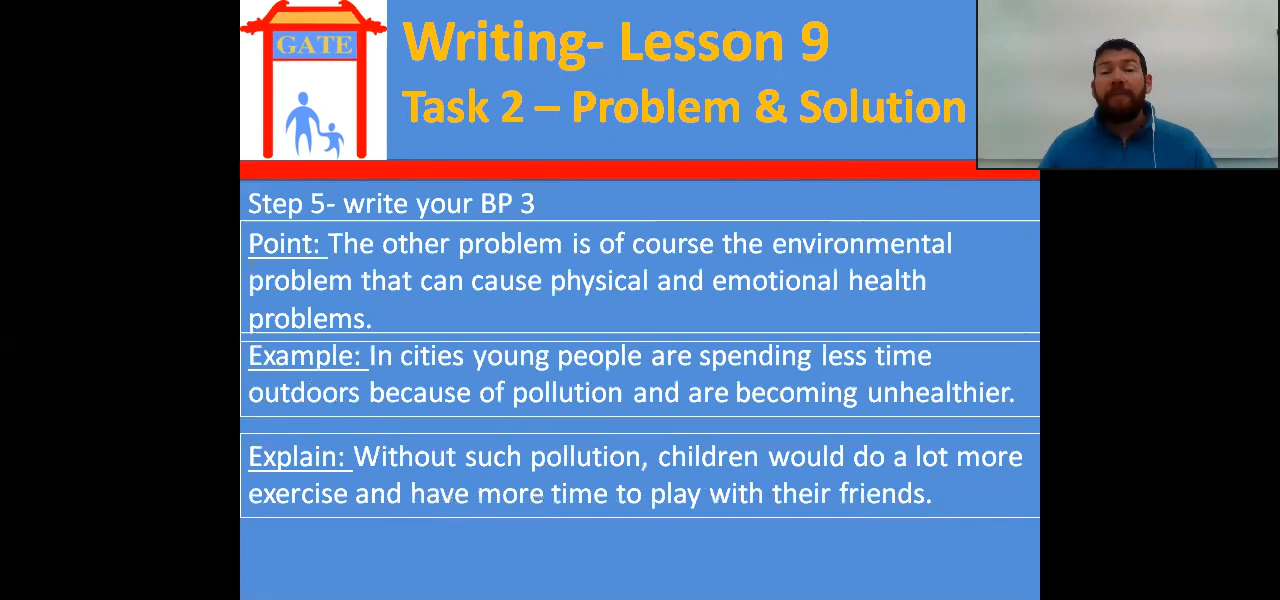 GATE
Writing- Lesson 9
Task 2 – Problem & Solution
Step 5- write your BP 3
Point: The other problem is of course the environmental
problem that can cause physical and emotional health
problems.
Example: In cities young people are spending less time
outdoors because of pollution and are becoming unhealthier.
Explain: Without such pollution, children would do a lot more
exercise and have more time to play with their friends.